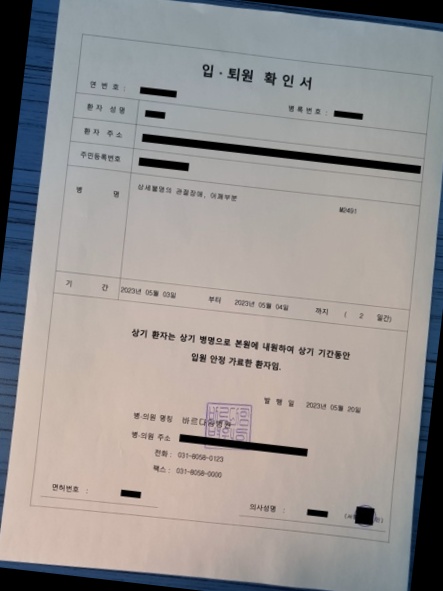 입·퇴원 확인서
연 번 호 :
병록번호 :
환 자 성 명
환 자 주 소
주민등록번호
병 명 상세불명의 관절장애, 어깨부분 M2491
기 간 2023년 05월 03일 부터 2023년 05월 04일 까지 ( 2 일간)
상기 환자는 상기 병명으로 본원에 내원하여 상기 기간동안
입원 안정 가료한 환자임.
발 행 일 2023년 05월 20일
병·의원 명칭
병·의원 주소
전화 : 031-8058-0123
팩스 : 031-8058-0000
면허번호 :
의사성명 :